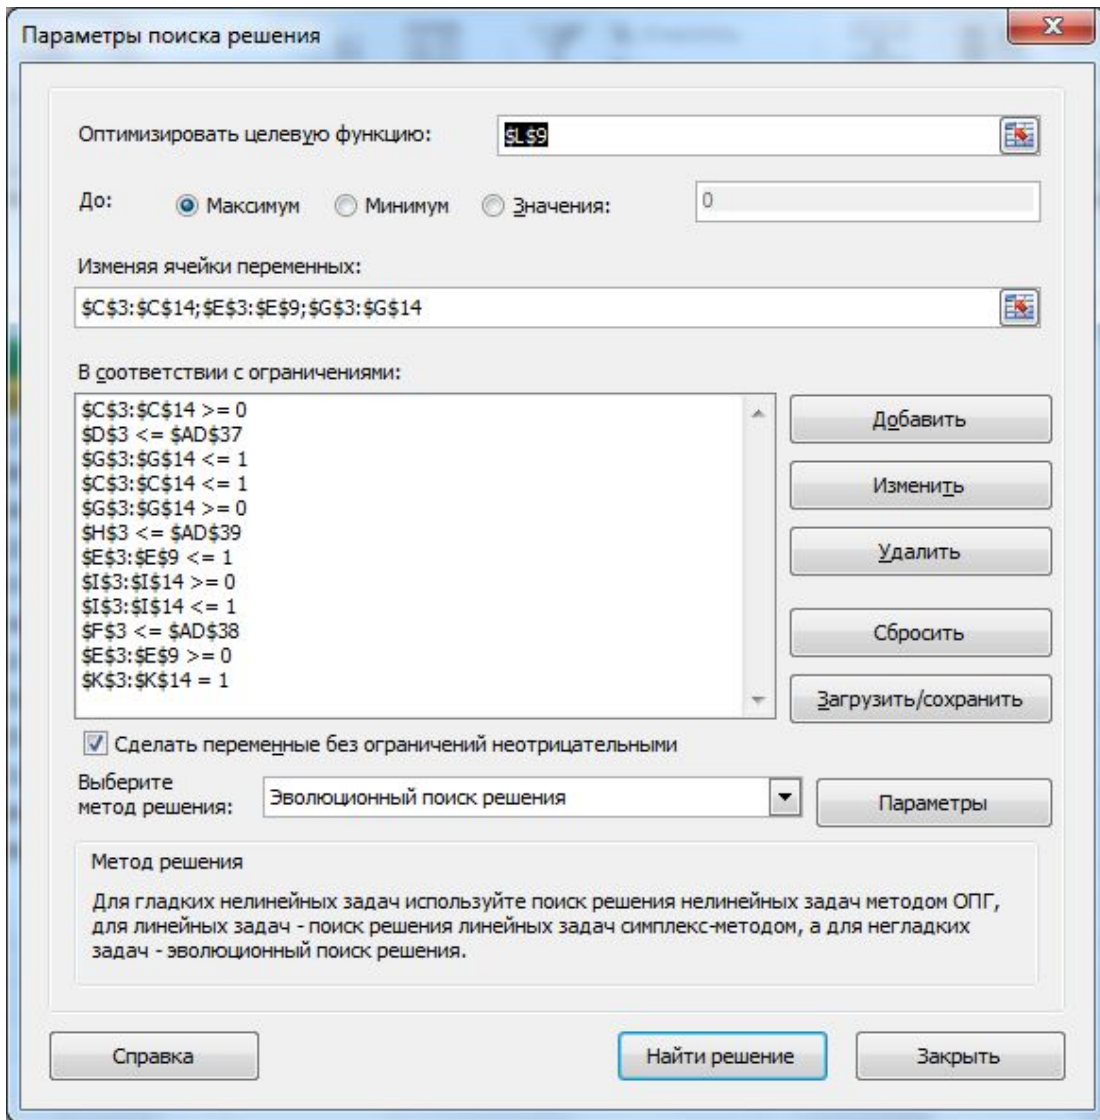 Параметры поиска решения
Оптимизировать целевую функцию: $L$9
До: Максимум Минимум Значения: 0
Изменяя ячейки переменных:
$C$3:$C$14;$E$3:$E$9;$G$3:$G$14
В соответствии с ограничениями:
$C$3:$C$14 >= 0
$D$3 <= $AD$37
$G$3:$G$14 <= 1
$C$3:$C$14 <= 1
$G$3:$G$14 >= 0
$H$3 <= $AD$39
$E$3:$E$9 <= 1
$I$3:$I$14 >= 0
$I$3:$I$14 <= 1
$F$3 <= $AD$38
$E$3:$E$9 >= 0
$K$3:$K$14 = 1
Добавить
Изменить
Удалить
Сбросить
Загрузить/сохранить
Сделать переменные без ограничений неотрицательными
Выберите
метод решения:
Эволюционный поиск решения
Параметры
Метод решения
Для гладких нелинейных задач используйте поиск решения нелинейных задач методом ОПГ,
для линейных задач - поиск решения линейных задач симплекс-методом, а для негладких
задач - эволюционный поиск решения.
Справка Найти решение Закрыть